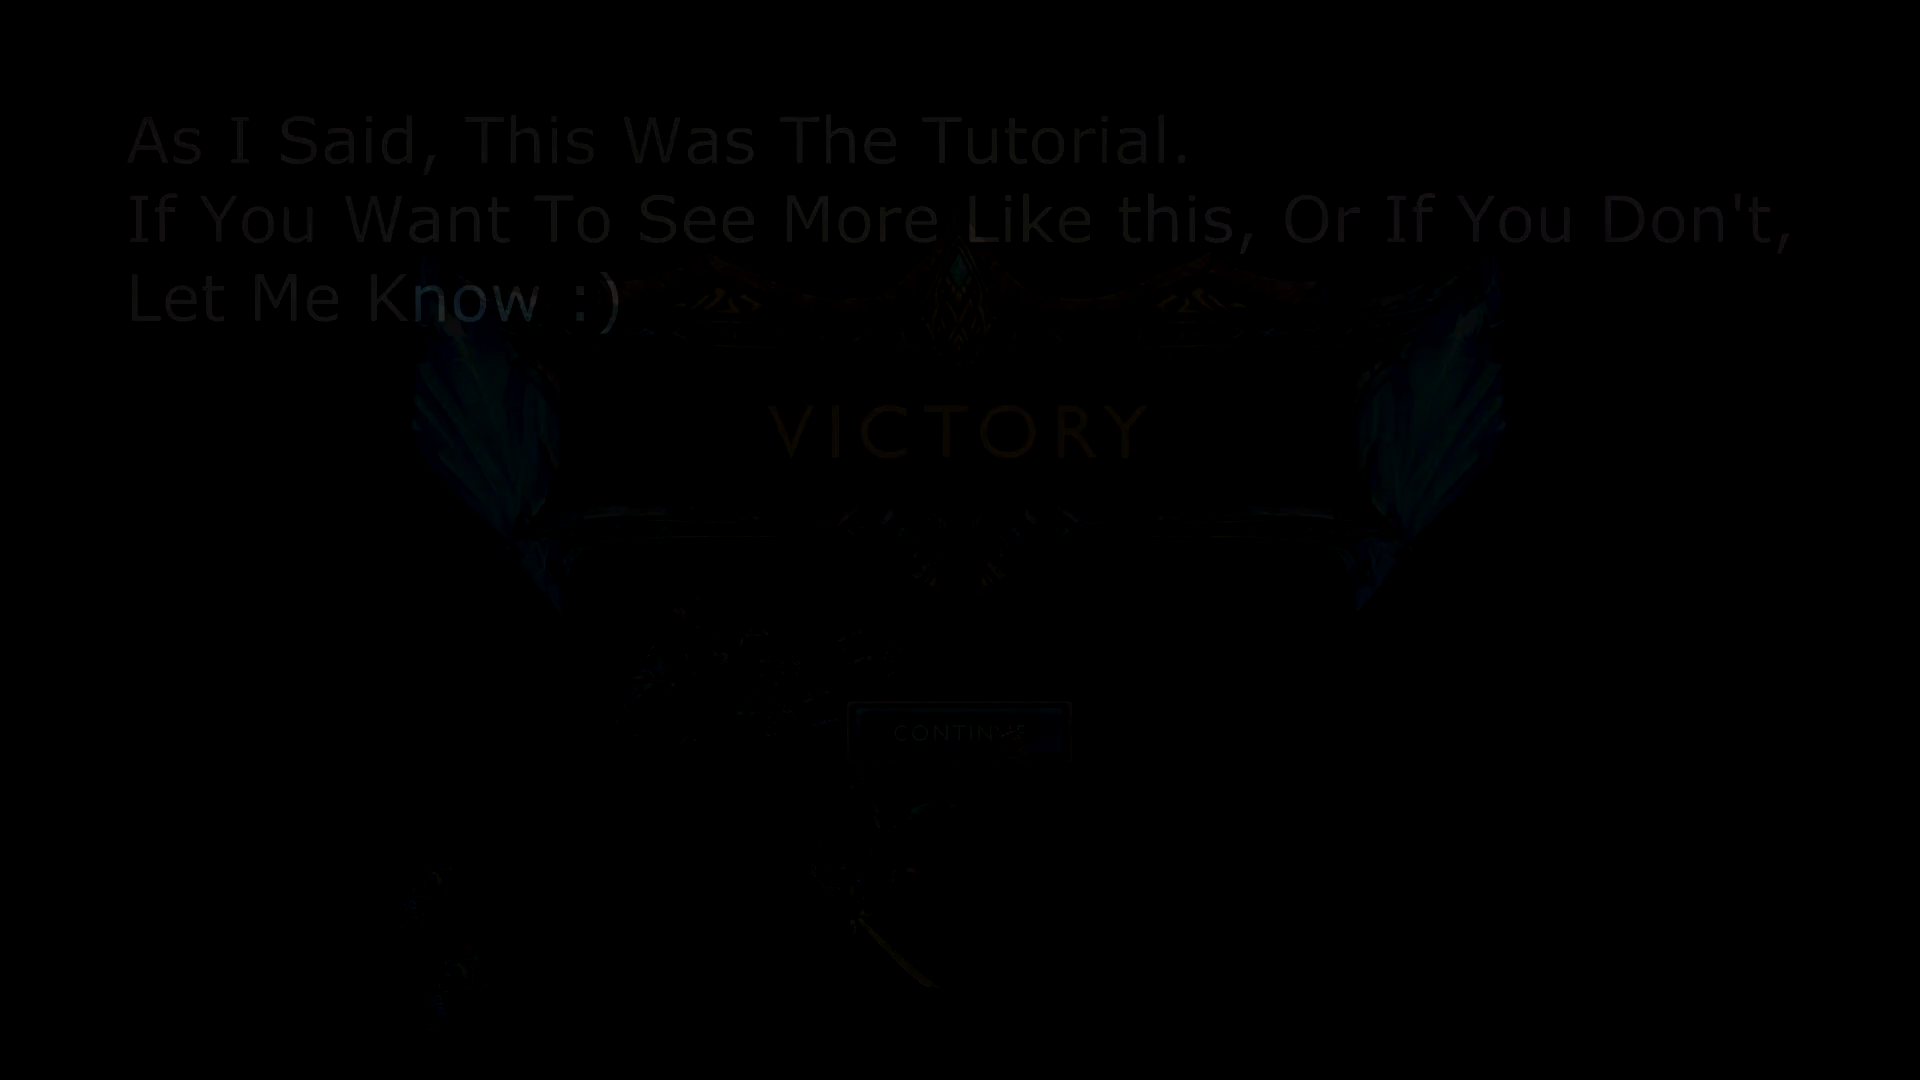 As I Said, This Was The Tutorial.
If You Want To See More Like this, Or If You Don't,
Let Me Know :)
VICTORY
CONTINUE